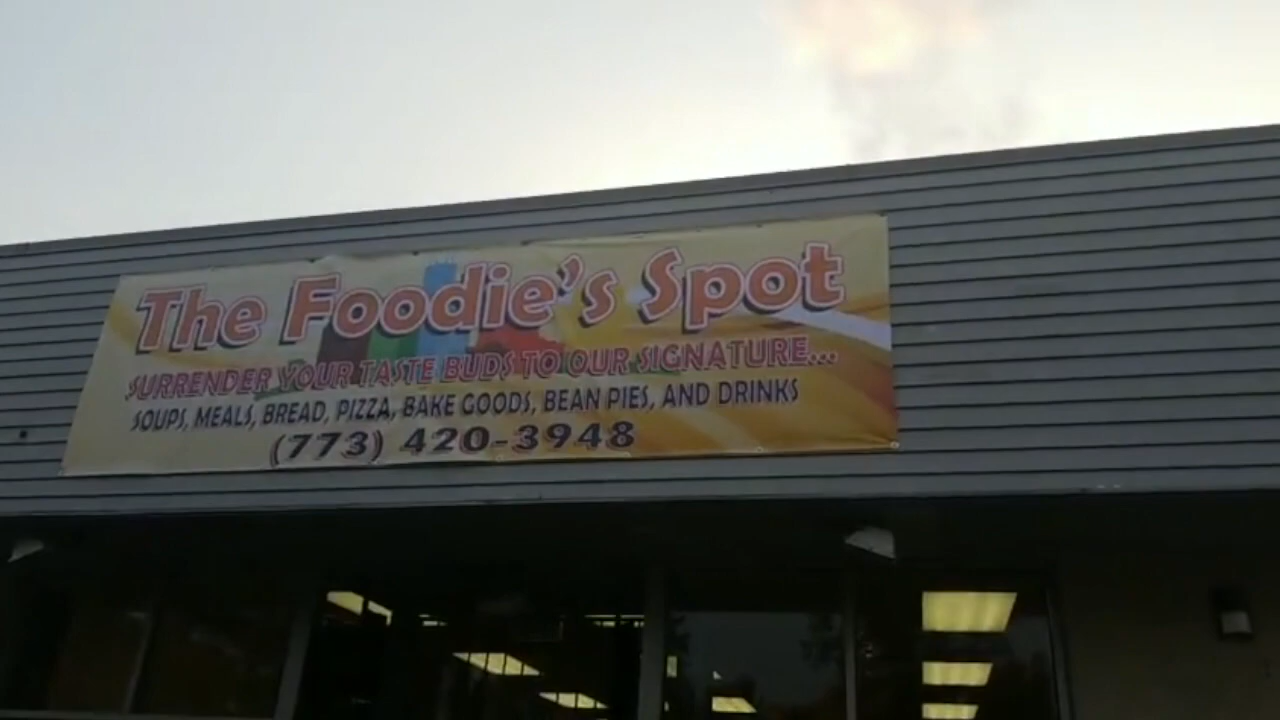 The Foodie's Spot
SURRENDER YOUR TASTE BUDS TO OUR SIGNATURE...
SOUPS, MEALS, BREAD, PIZZA, BAKE GOODS, BEAN PIES, AND DRINKS
(773) 420-3948